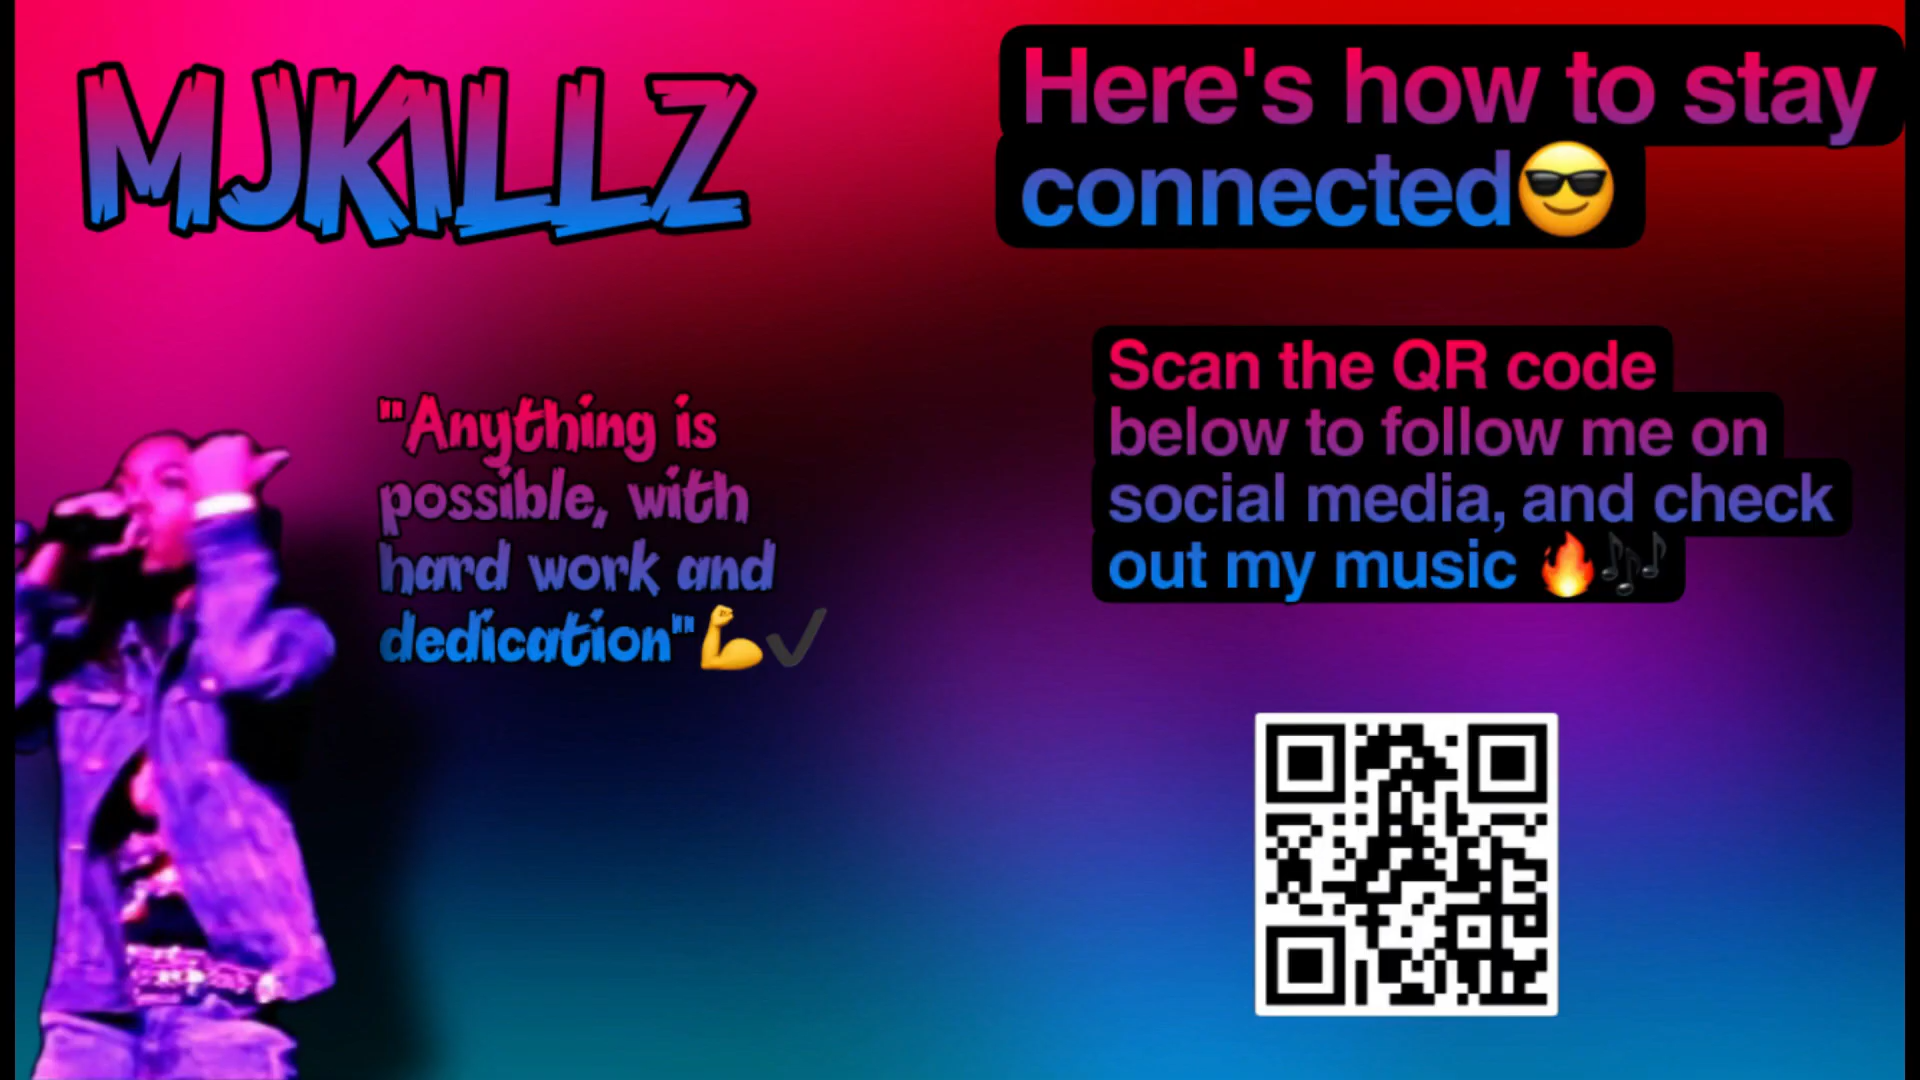 MJKILLZ
Here's how to stay
connected😎
""Anything is
possible, with
hard work and
dedication""💪✔️
Scan the QR code
below to follow me on
social media, and check
out my music 🔥🎶